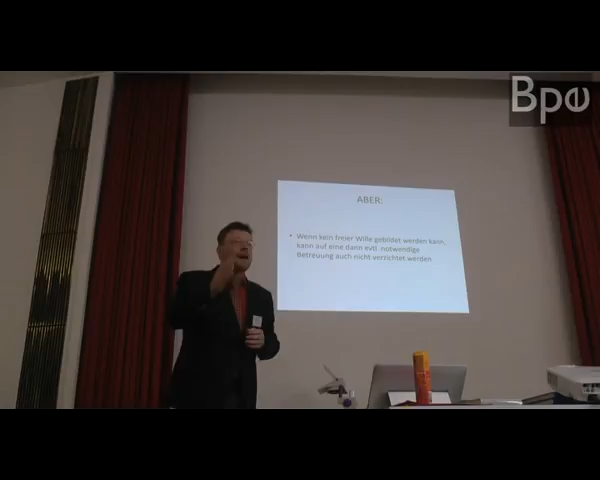 Bpe
ABER:
• Wenn kein freier Wille gebildet werden kann,
kann auf eine dann evtl notwendige
Betreuung auch nicht verzichtet werden